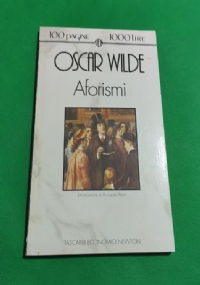 100 pagine 1000 lire
OSCAR WILDE
Aforismi
TASCABILI ECONOMICI NEWTON